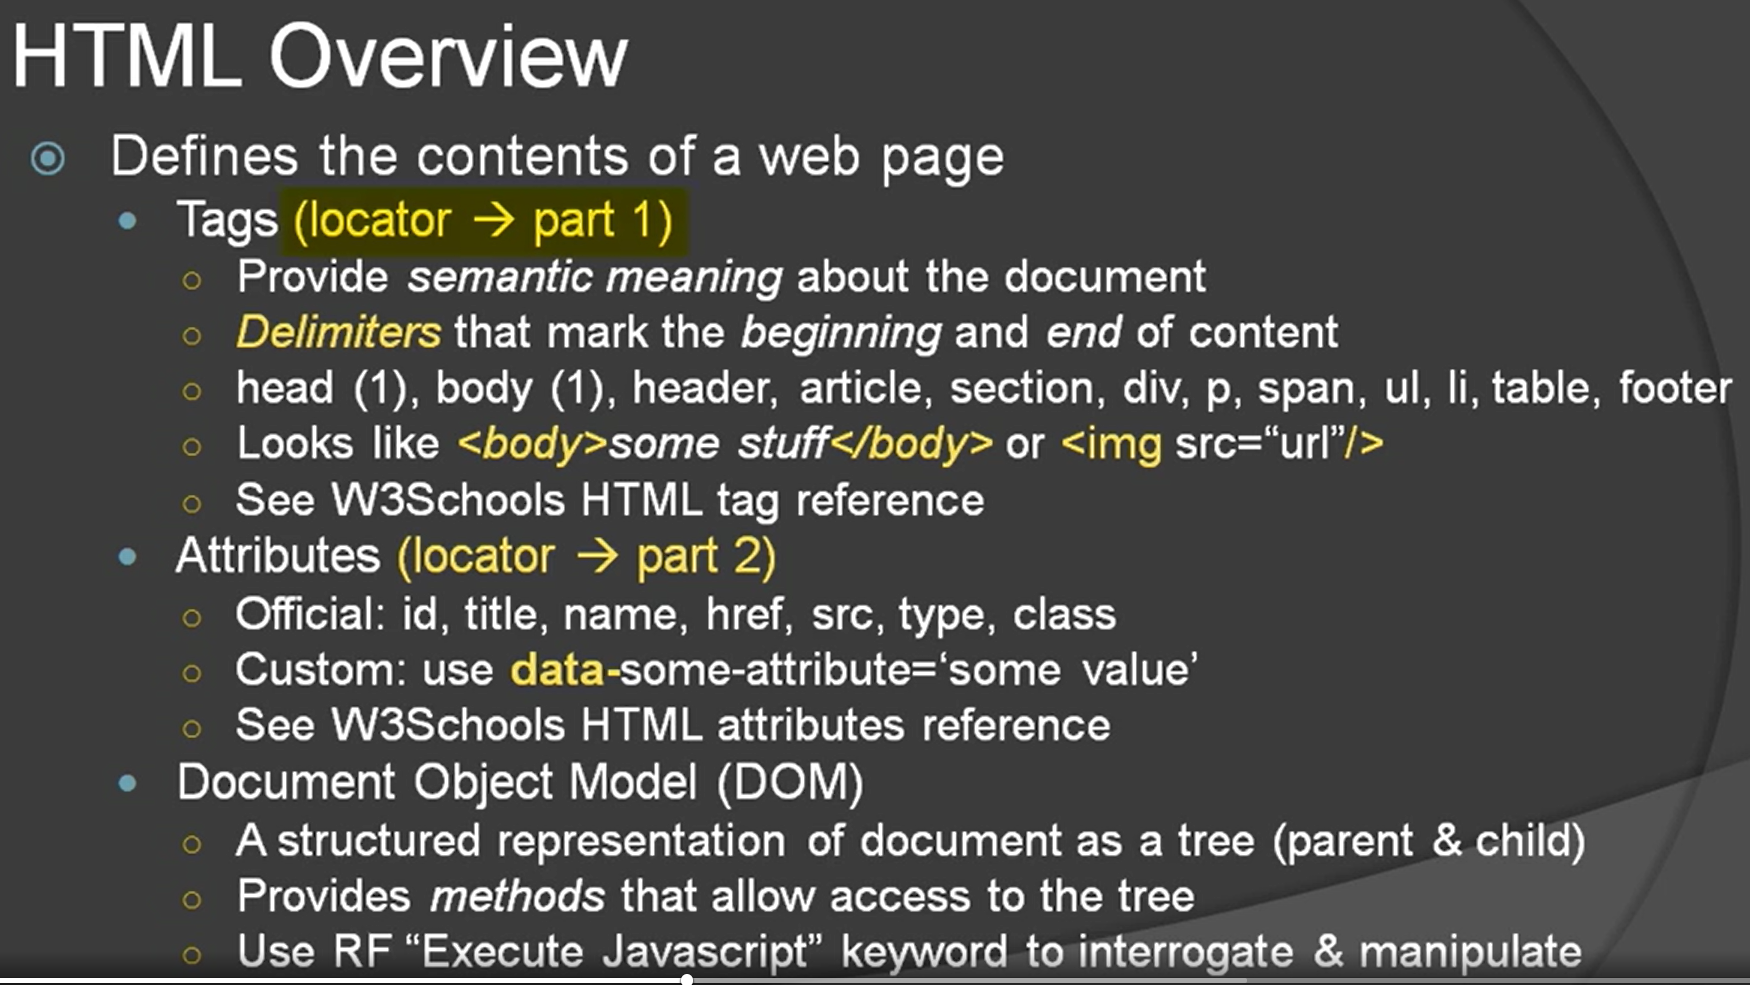 HTML Overview
Defines the contents of a web page
Tags (locator → part 1)
Provide semantic meaning about the document
Delimiters that mark the beginning and end of content
head (1), body (1), header, article, section, div, p, span, ul, li, table, footer
Looks like <body>some stuff</body> or <img src=“url”/>
See W3Schools HTML tag reference
Attributes (locator → part 2)
Official: id, title, name, href, src, type, class
Custom: use data-some-attribute=‘some value’
See W3Schools HTML attributes reference
Document Object Model (DOM)
A structured representation of document as a tree (parent & child)
Provides methods that allow access to the tree
Use RF “Execute Javascript” keyword to interrogate & manipulate